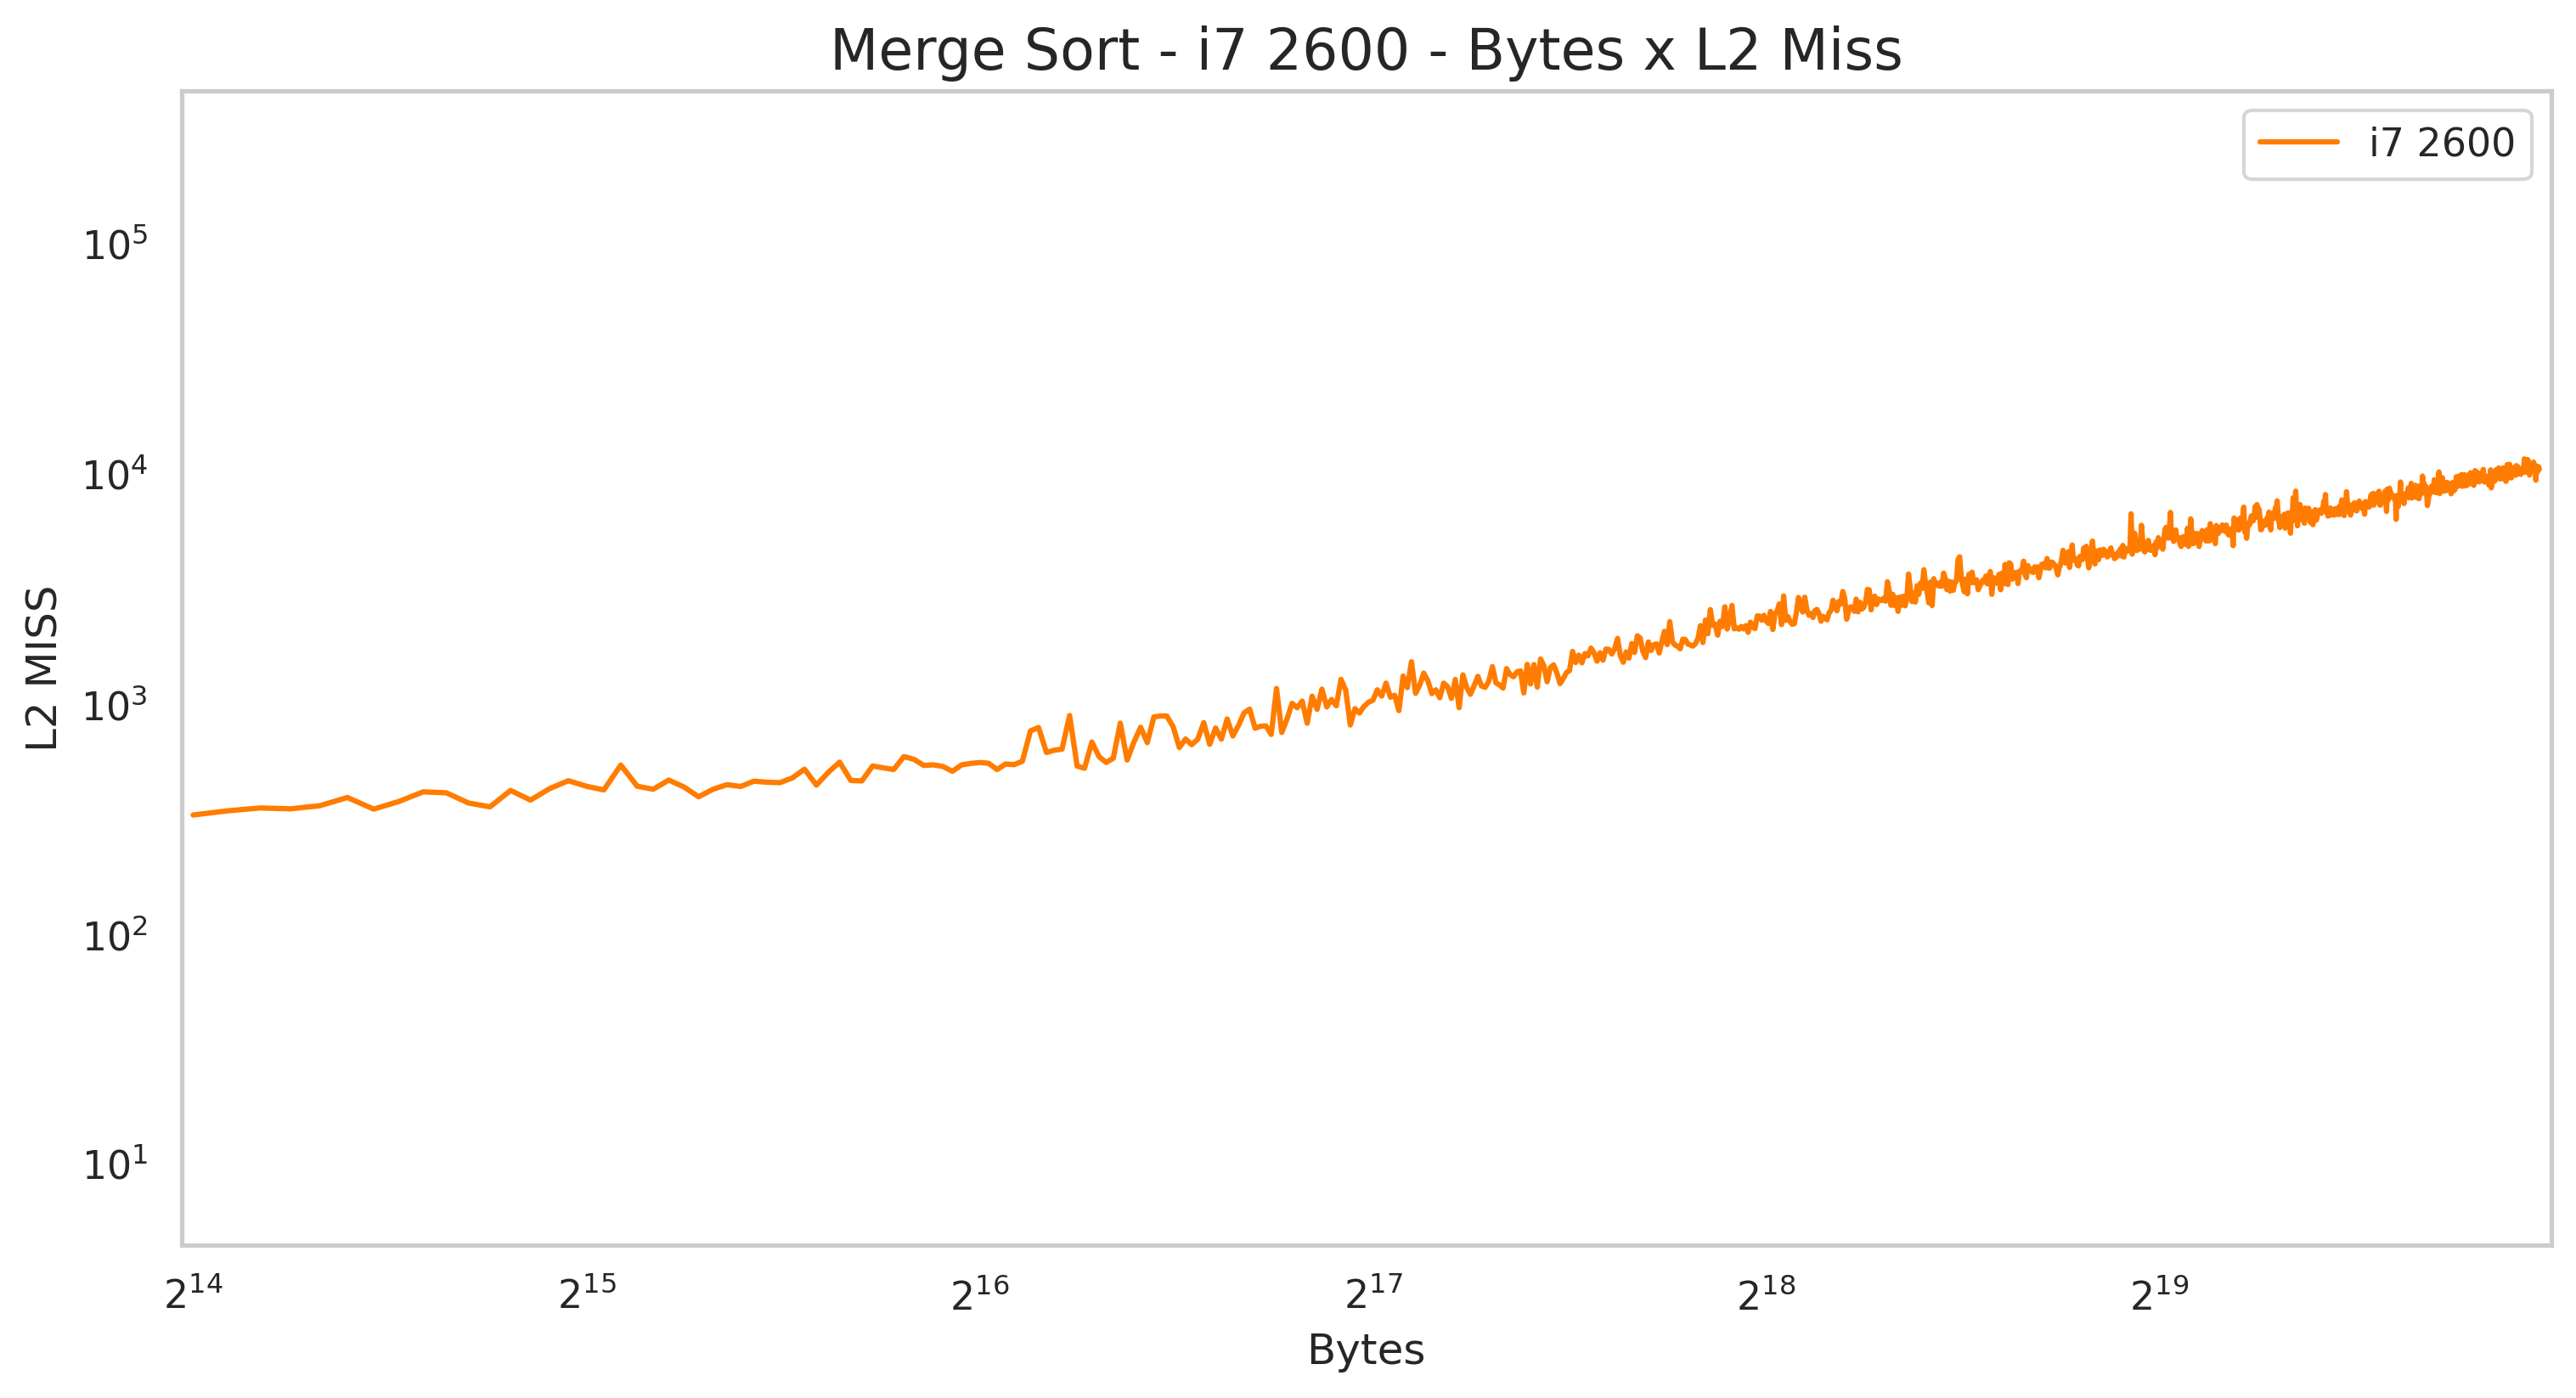 Merge Sort - i7 2600 - Bytes x L2 Miss
i7 2600
L2 MISS
10⁵
10⁴
10³
10²
10¹
2¹⁴ 2¹⁵ 2¹⁶ 2¹⁷ 2¹⁸ 2¹⁹
Bytes